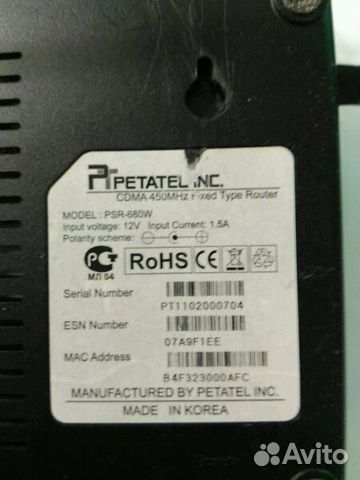 PT PETATEL INC.
CDMA 450MHz Fixed Type Router
MODEL : PSR-680W
Input voltage: 12V Input Current: 1.5A
Polarity scheme:
МЛ 04
RoHS CE
Serial Number
PT1102000704
ESN Number
07A9F1EE
MAC Address
B4F323000AFC
MANUFACTURED BY PETATEL INC.
MADE IN KOREA
Avito